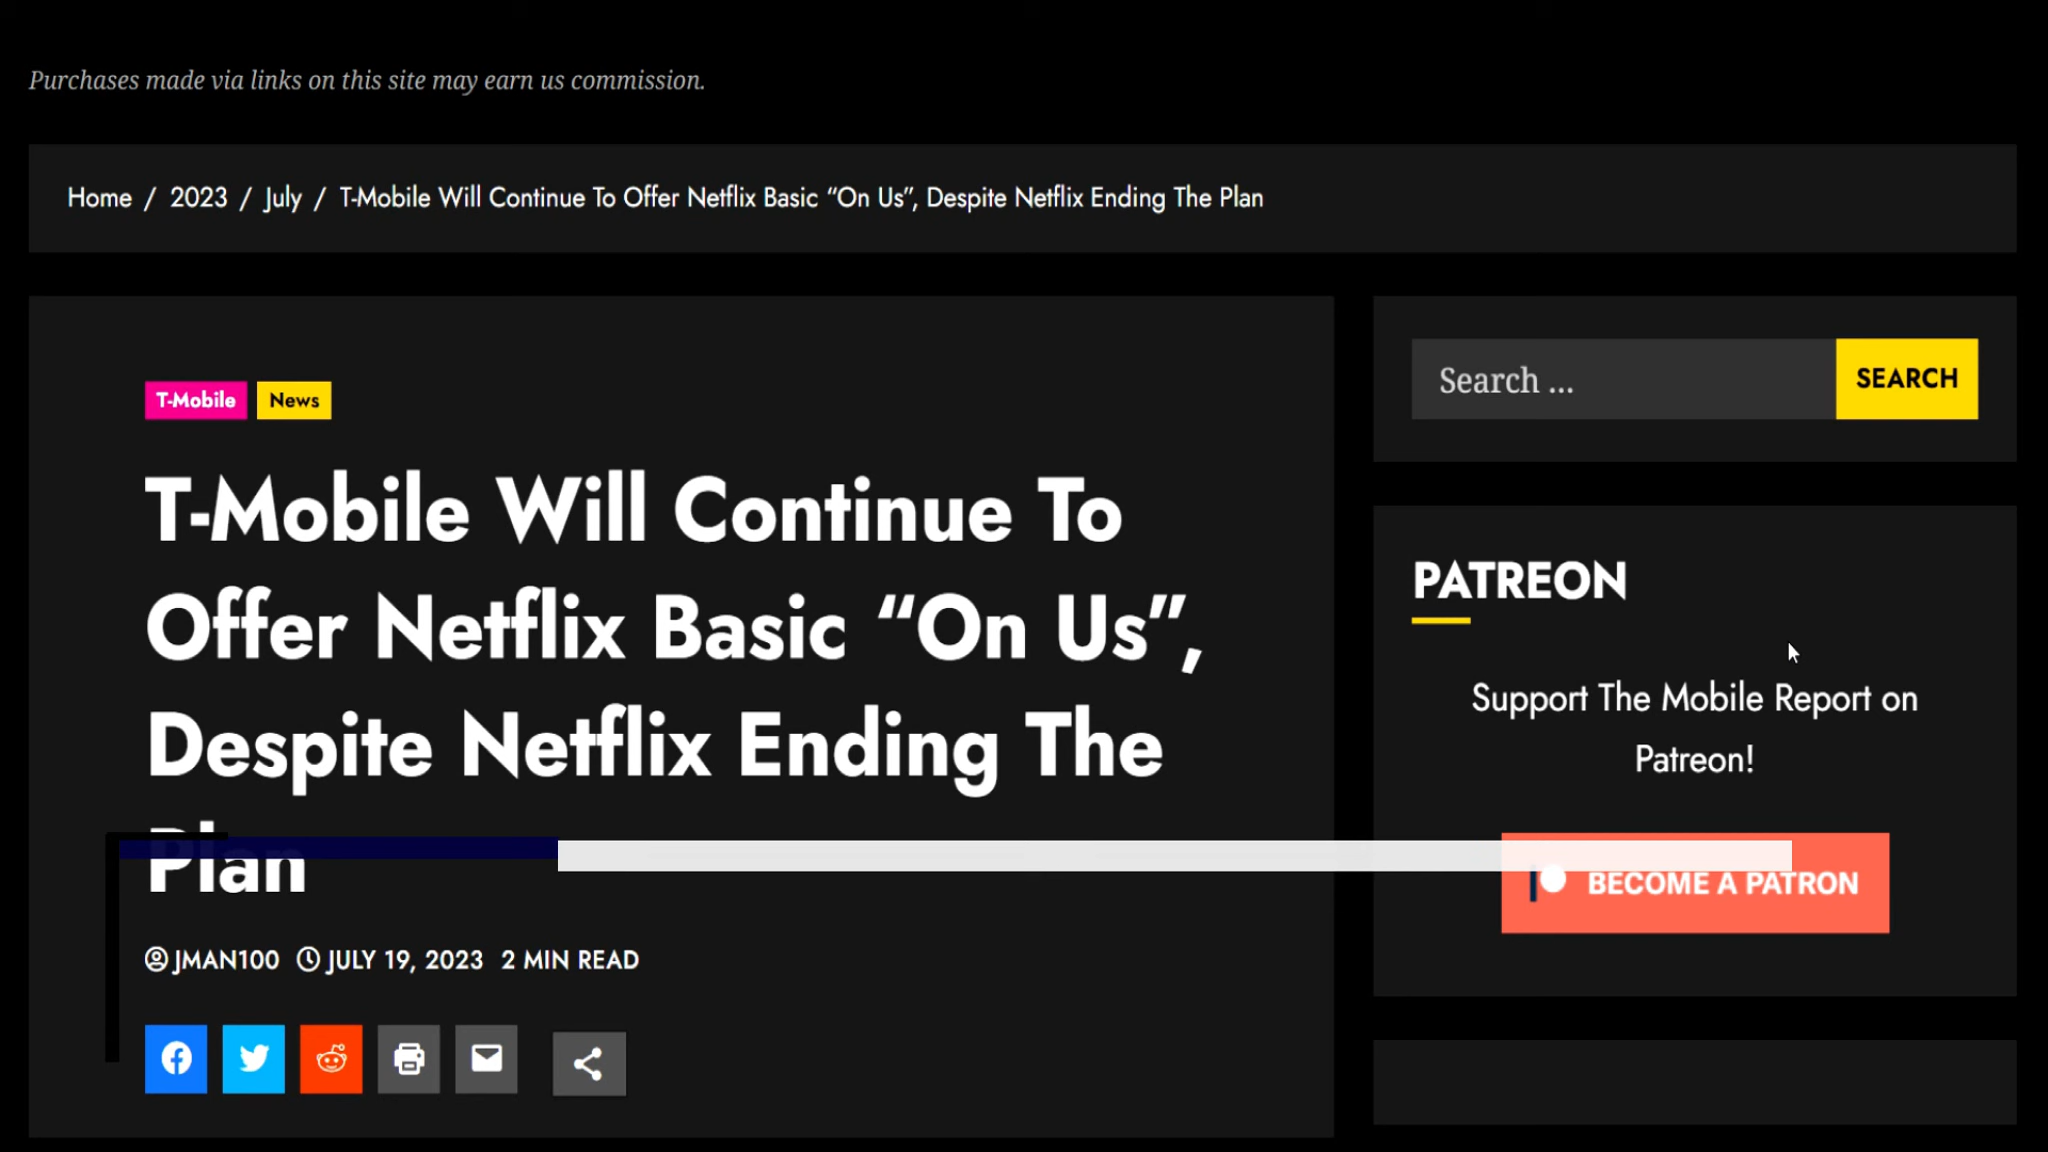 Purchases made via links on this site may earn us commission.
Home / 2023 / July / T-Mobile Will Continue To Offer Netflix Basic “On Us”, Despite Netflix Ending The Plan
T-Mobile News
T-Mobile Will Continue To
Offer Netflix Basic “On Us”,
Despite Netflix Ending The
Plan
JMAN100 JULY 19, 2023 2 MIN READ
Search ... SEARCH
PATREON
Support The Mobile Report on
Patreon!
BECOME A PATRON